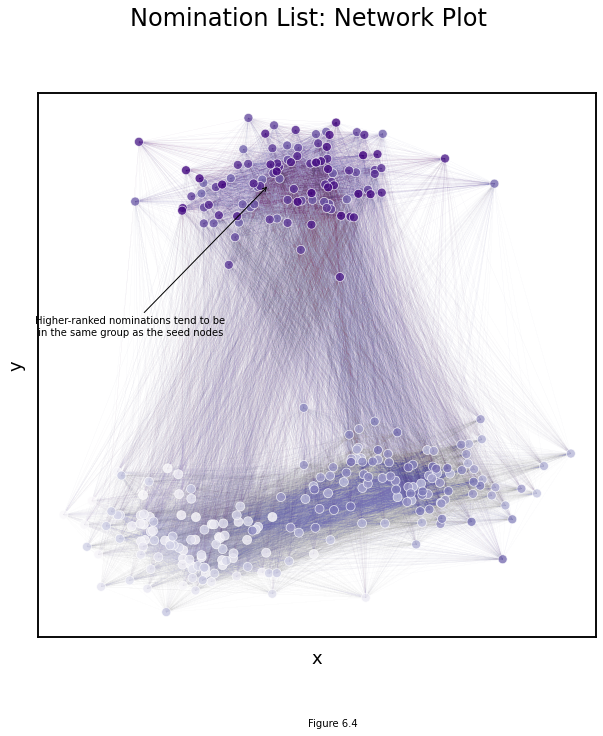 Nomination List: Network Plot
Higher-ranked nominations tend to be
in the same group as the seed nodes
y
x
Figure 6.4